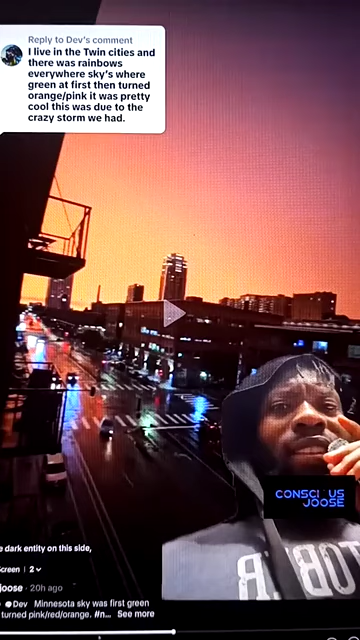 Reply to Dev's comment
I live in the Twin cities and
there was rainbows
everywhere sky's where
green at first then turned
orange/pink it was pretty
cool this was due to the
crazy storm we had.
CONSCI US
JOOSE
e dark entity on this side,
creen | 2
joose · 20h ago
Dev Minnesota sky was first green
turned pink/red/orange. #n... See more